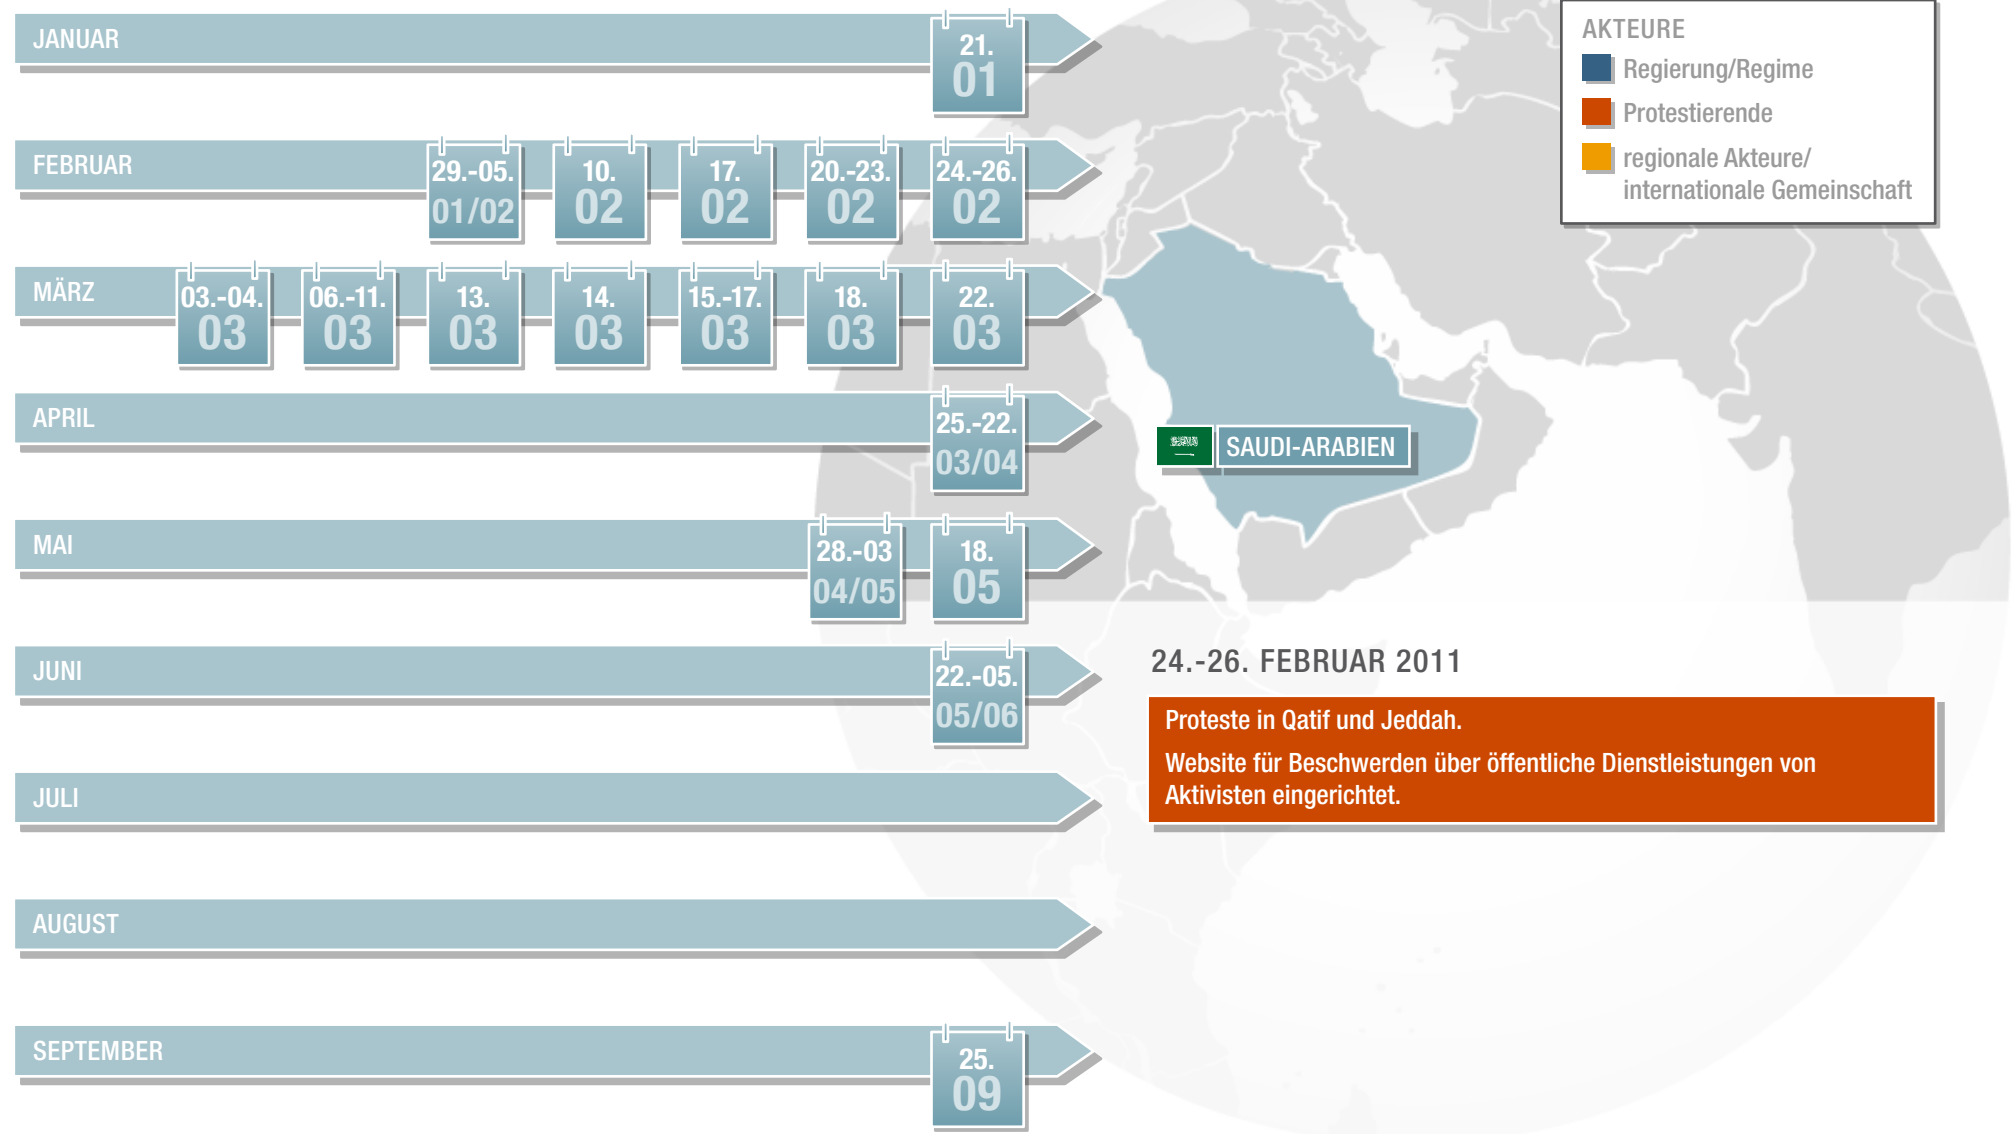 JANUAR
21.
01
FEBRUAR
29.-05.
01/02
10.
02
17.
02
20.-23.
02
24.-26.
02
MÄRZ
03.-04.
03
06.-11.
03
13.
03
14.
03
15.-17.
03
18.
03
22.
03
APRIL
25.-22.
03/04
MAI
28.-03
04/05
18.
05
JUNI
22.-05.
05/06
JULI
AUGUST
SEPTEMBER
25.
09
AKTEURE
Regierung/Regime
Protestierende
regionale Akteure/
internationale Gemeinschaft
SAUDI-ARABIEN
24.-26. FEBRUAR 2011
Proteste in Qatif und Jeddah.
Website für Beschwerden über öffentliche Dienstleistungen von
Aktivisten eingerichtet.